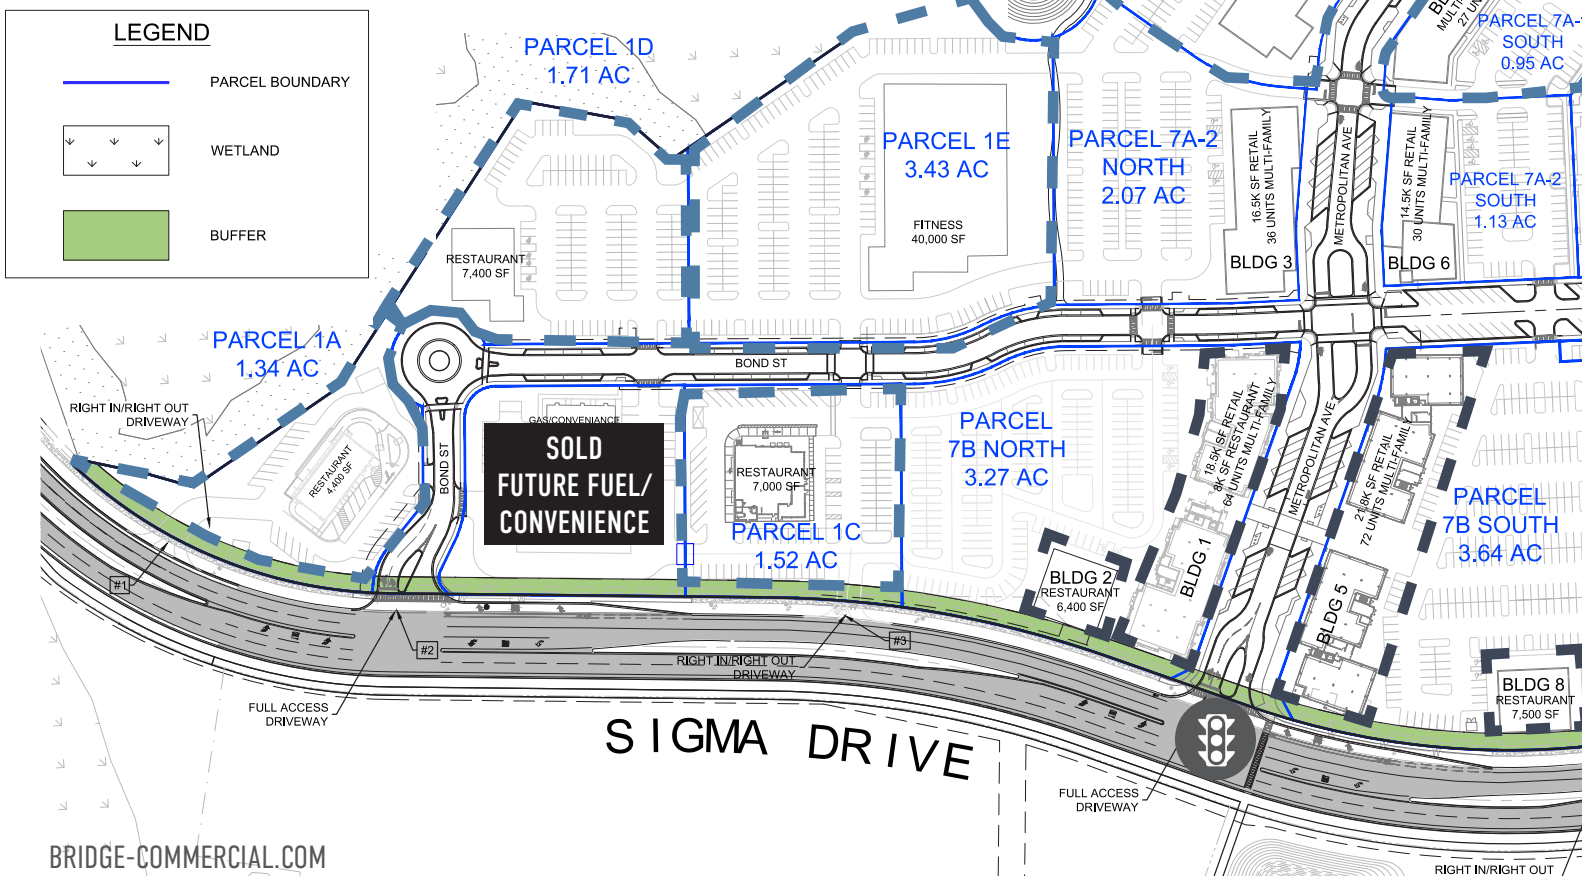 LEGEND
PARCEL BOUNDARY
WETLAND
BUFFER
PARCEL 1D
1.71 AC
PARCEL 1E
3.43 AC
FITNESS
40,000 SF
PARCEL 7A-2
NORTH
2.07 AC
16.5K SF RETAIL
36 UNITS MULTI-FAMILY
BLDG 3
METROPOLITAN AVE
14.5K SF RETAIL
30 UNITS MULTI-FAMILY
BLDG 6
27 UN
PARCEL 7A-
SOUTH
0.95 AC
PARCEL 7A-2
SOUTH
1.13 AC
RESTAURANT
7,400 SF
PARCEL 1A
1.34 AC
RIGHT IN/RIGHT OUT
DRIVEWAY
RESTAURANT
4,400 SF
BOND ST
BOND ST
GAS/CONVENIANCE
SOLD
FUTURE FUEL/
CONVENIENCE
RESTAURANT
7,000 SF
PARCEL 1C
1.52 AC
PARCEL
7B NORTH
3.27 AC
18.5K SF RETAIL
8K SF RESTAURANT
64 UNITS MULTI-FAMILY
BLDG 1
METROPOLITAN AVE
72 UNITS MULTI-FAMILY
BLDG 5
PARCEL
7B SOUTH
3.64 AC
BLDG 2
RESTAURANT
6,400 SF
BLDG 8
RESTAURANT
7,500 SF
#1
#2
#3
RIGHT IN/RIGHT OUT
DRIVEWAY
FULL ACCESS
DRIVEWAY
SIGMA DRIVE
FULL ACCESS
DRIVEWAY
RIGHT IN/RIGHT OUT
BRIDGE-COMMERCIAL.COM